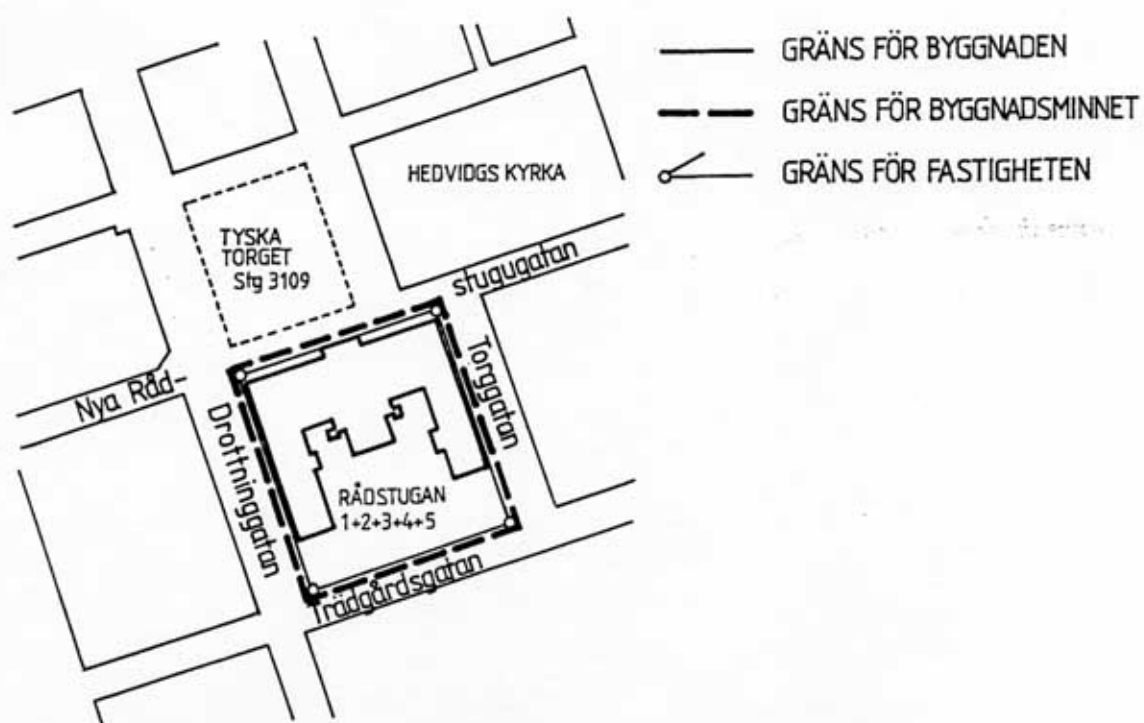 GRÄNS FÖR BYGGNADEN
GRÄNS FÖR BYGGNADSMINNET
GRÄNS FÖR FASTIGHETEN
HEDVIDGS KYRKA
TYSKA
TORGET
Stg 3109
stugugatan
Torggatan
Nya Råd-
Drottninggatan
RÅDSTUGAN
1+2+3+4+5
Trädgårdsgatan